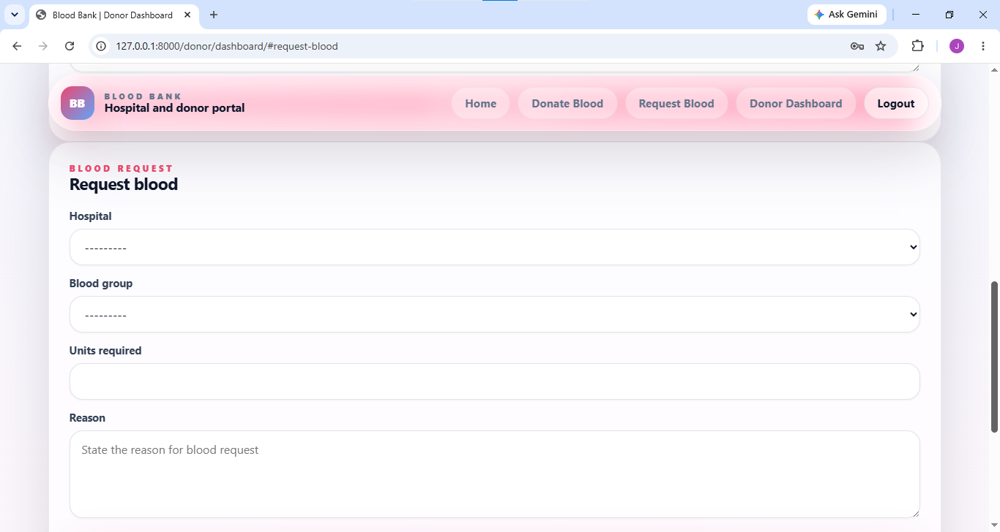 Blood Bank | Donor Dashboard
Ask Gemini
127.0.0.1:8000/donor/dashboard/#request-blood
J
BB
BLOOD BANK
Hospital and donor portal
Home
Donate Blood
Request Blood
Donor Dashboard
Logout
BLOOD REQUEST
Request blood
Hospital
---------
Blood group
---------
Units required
Reason
State the reason for blood request